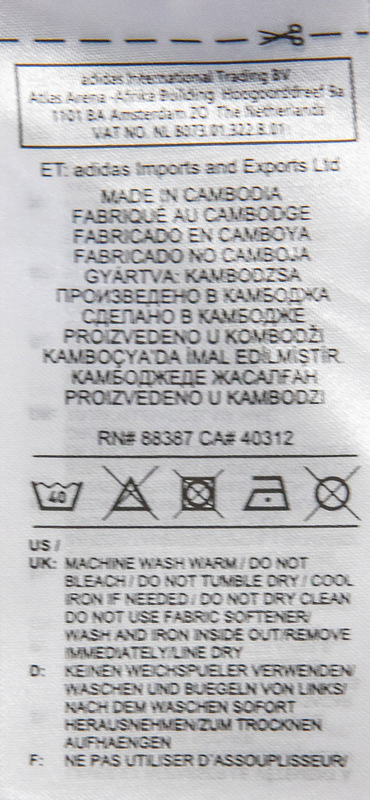 adidas International Trading BV
Atlas Arena -Afrika Building, Hoogoorddreef 9a
1101 BA Amsterdam ZO The Netherlands
VAT NO. NL 8073.01.322.B.01
ET: adidas Imports and Exports Ltd
MADE IN CAMBODIA
FABRIQUÉ AU CAMBODGE
FABRICADO EN CAMBOYA
FABRICADO NO CAMBOJA
GYÁRTVA: KAMBODZSA
ПРОИЗВЕДЕНО В КАМБОДЖА
СДЕЛАНО В КАМБОДЖЕ
PROIZVEDENO U KOMBODŽI
KAMBOÇYA'DA İMAL EDİLMİŞTİR
КАМБОДЖЕДЕ ЖАСАЛҒАН
PROIZVEDENO U KAMBODZI
RN# 88387 CA# 40312
40
US /
UK: MACHINE WASH WARM / DO NOT
BLEACH / DO NOT TUMBLE DRY / COOL
IRON IF NEEDED / DO NOT DRY CLEAN
DO NOT USE FABRIC SOFTENER/
WASH AND IRON INSIDE OUT/REMOVE
IMMEDIATELY/LINE DRY
D: KEINEN WEICHSPUELER VERWENDEN/
WASCHEN UND BUEGELN VON LINKS/
NACH DEM WASCHEN SOFORT
HERAUSNEHMEN/ZUM TROCKNEN
AUFHAENGEN
F: NE PAS UTILISER D'ASSOUPLISSEUR/